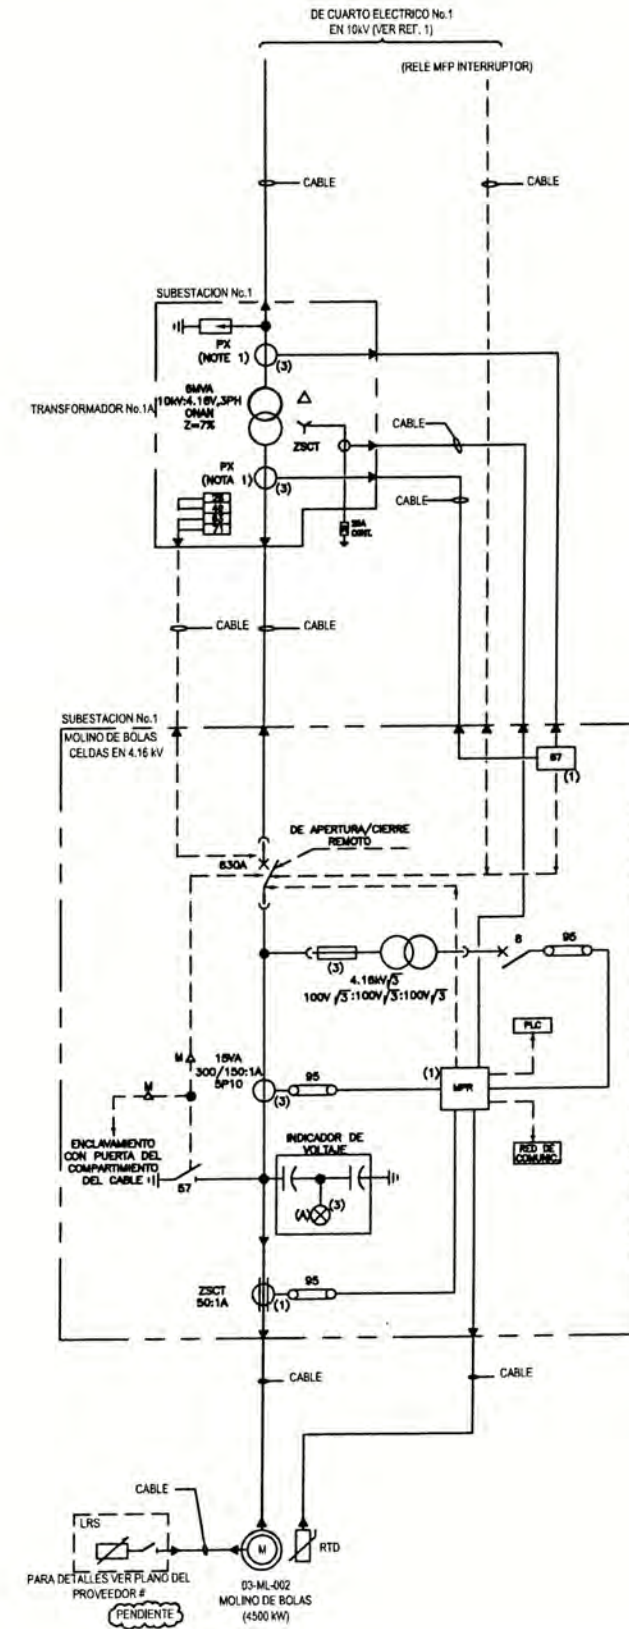 DE CUARTO ELECTRICO No.1
EN 10kV (VER REF. 1)
(RELE MFP INTERRUPTOR)
CABLE
CABLE
SUBESTACION No.1
PX
(NOTE 1)
(3)
TRANSFORMADOR No.1A
6MVA
10kV:4.16V,3PH
ONAN
Z=7%
ZSCT
CABLE
PX
(NOTA 1)
(3)
CABLE
CABLE
CABLE
SUBESTACION No.1
MOLINO DE BOLAS
CELDAS EN 4.16 kV
87
(1)
DE APERTURA/CIERRE
REMOTO
630A
(3)
8
95
4.16kV/√3
100V/√3:100V/√3:100V/√3
PLC
M
15VA
300/150:1A
5P10
(3)
95
(1)
MPR
M
RED DE
COMUNIC.
ENCLAVAMIENTO
CON PUERTA DEL
COMPARTIMIENTO
DEL CABLE
57
INDICADOR DE
VOLTAJE
(A)
(3)
ZSCT
50:1A
(1)
95
CABLE
CABLE
CABLE
LRS
M
RTD
PARA DETALLES VER PLANO DEL
PROVEEDOR #
PENDIENTE
03-ML-002
MOLINO DE BOLAS
(4500 kW)